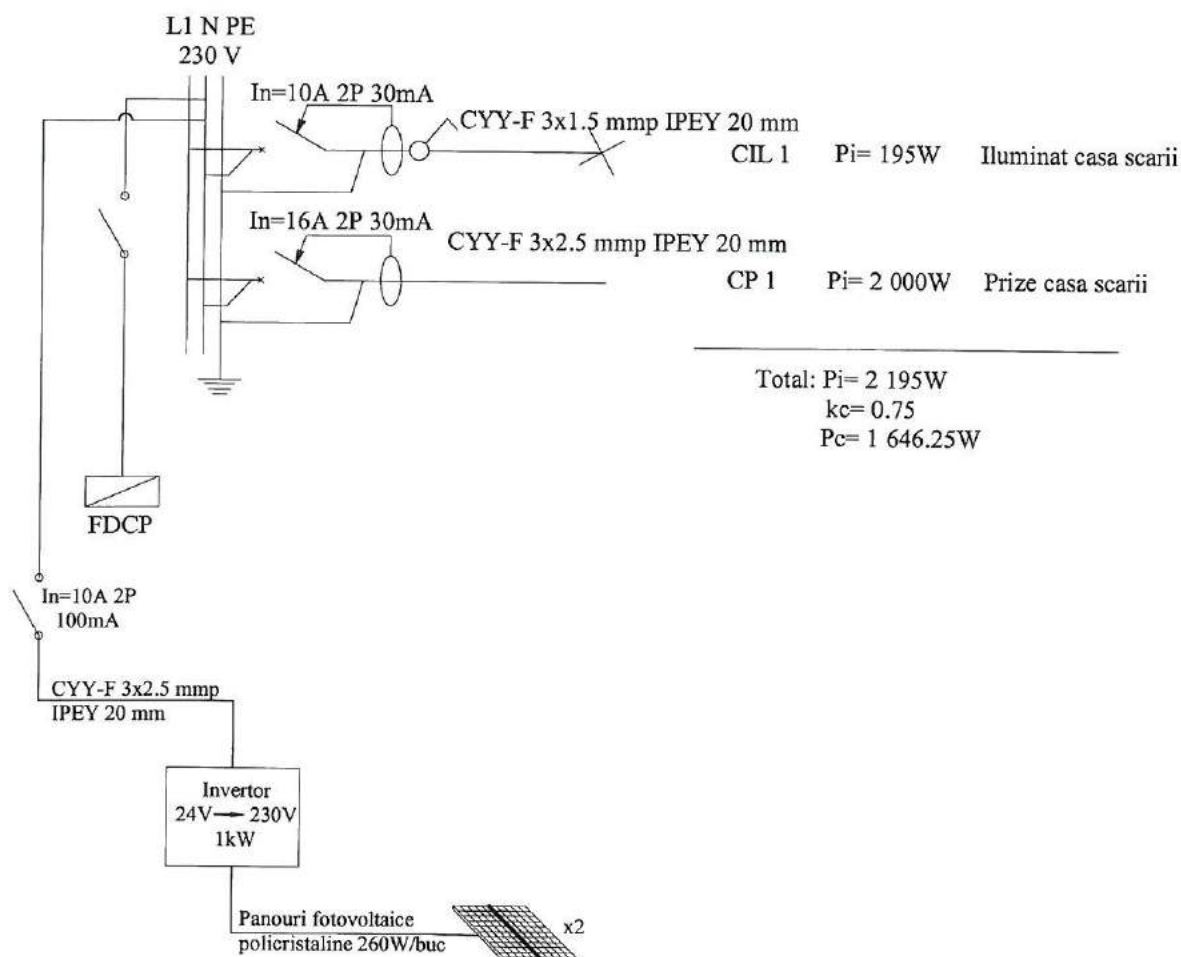 L1 N PE
230 V
In=10A 2P 30mA
CYY-F 3x1.5 mmp IPEY 20 mm
CIL 1 Pi= 195W Iluminat casa scarii
In=16A 2P 30mA
CYY-F 3x2.5 mmp IPEY 20 mm
CP 1 Pi= 2 000W Prize casa scarii
Total: Pi= 2 195W
kc= 0.75
Pc= 1 646.25W
FDCP
In=10A 2P
100mA
CYY-F 3x2.5 mmp
IPEY 20 mm
Invertor
24V → 230V
1kW
Panouri fotovoltaice
policristaline 260W/buc
x2